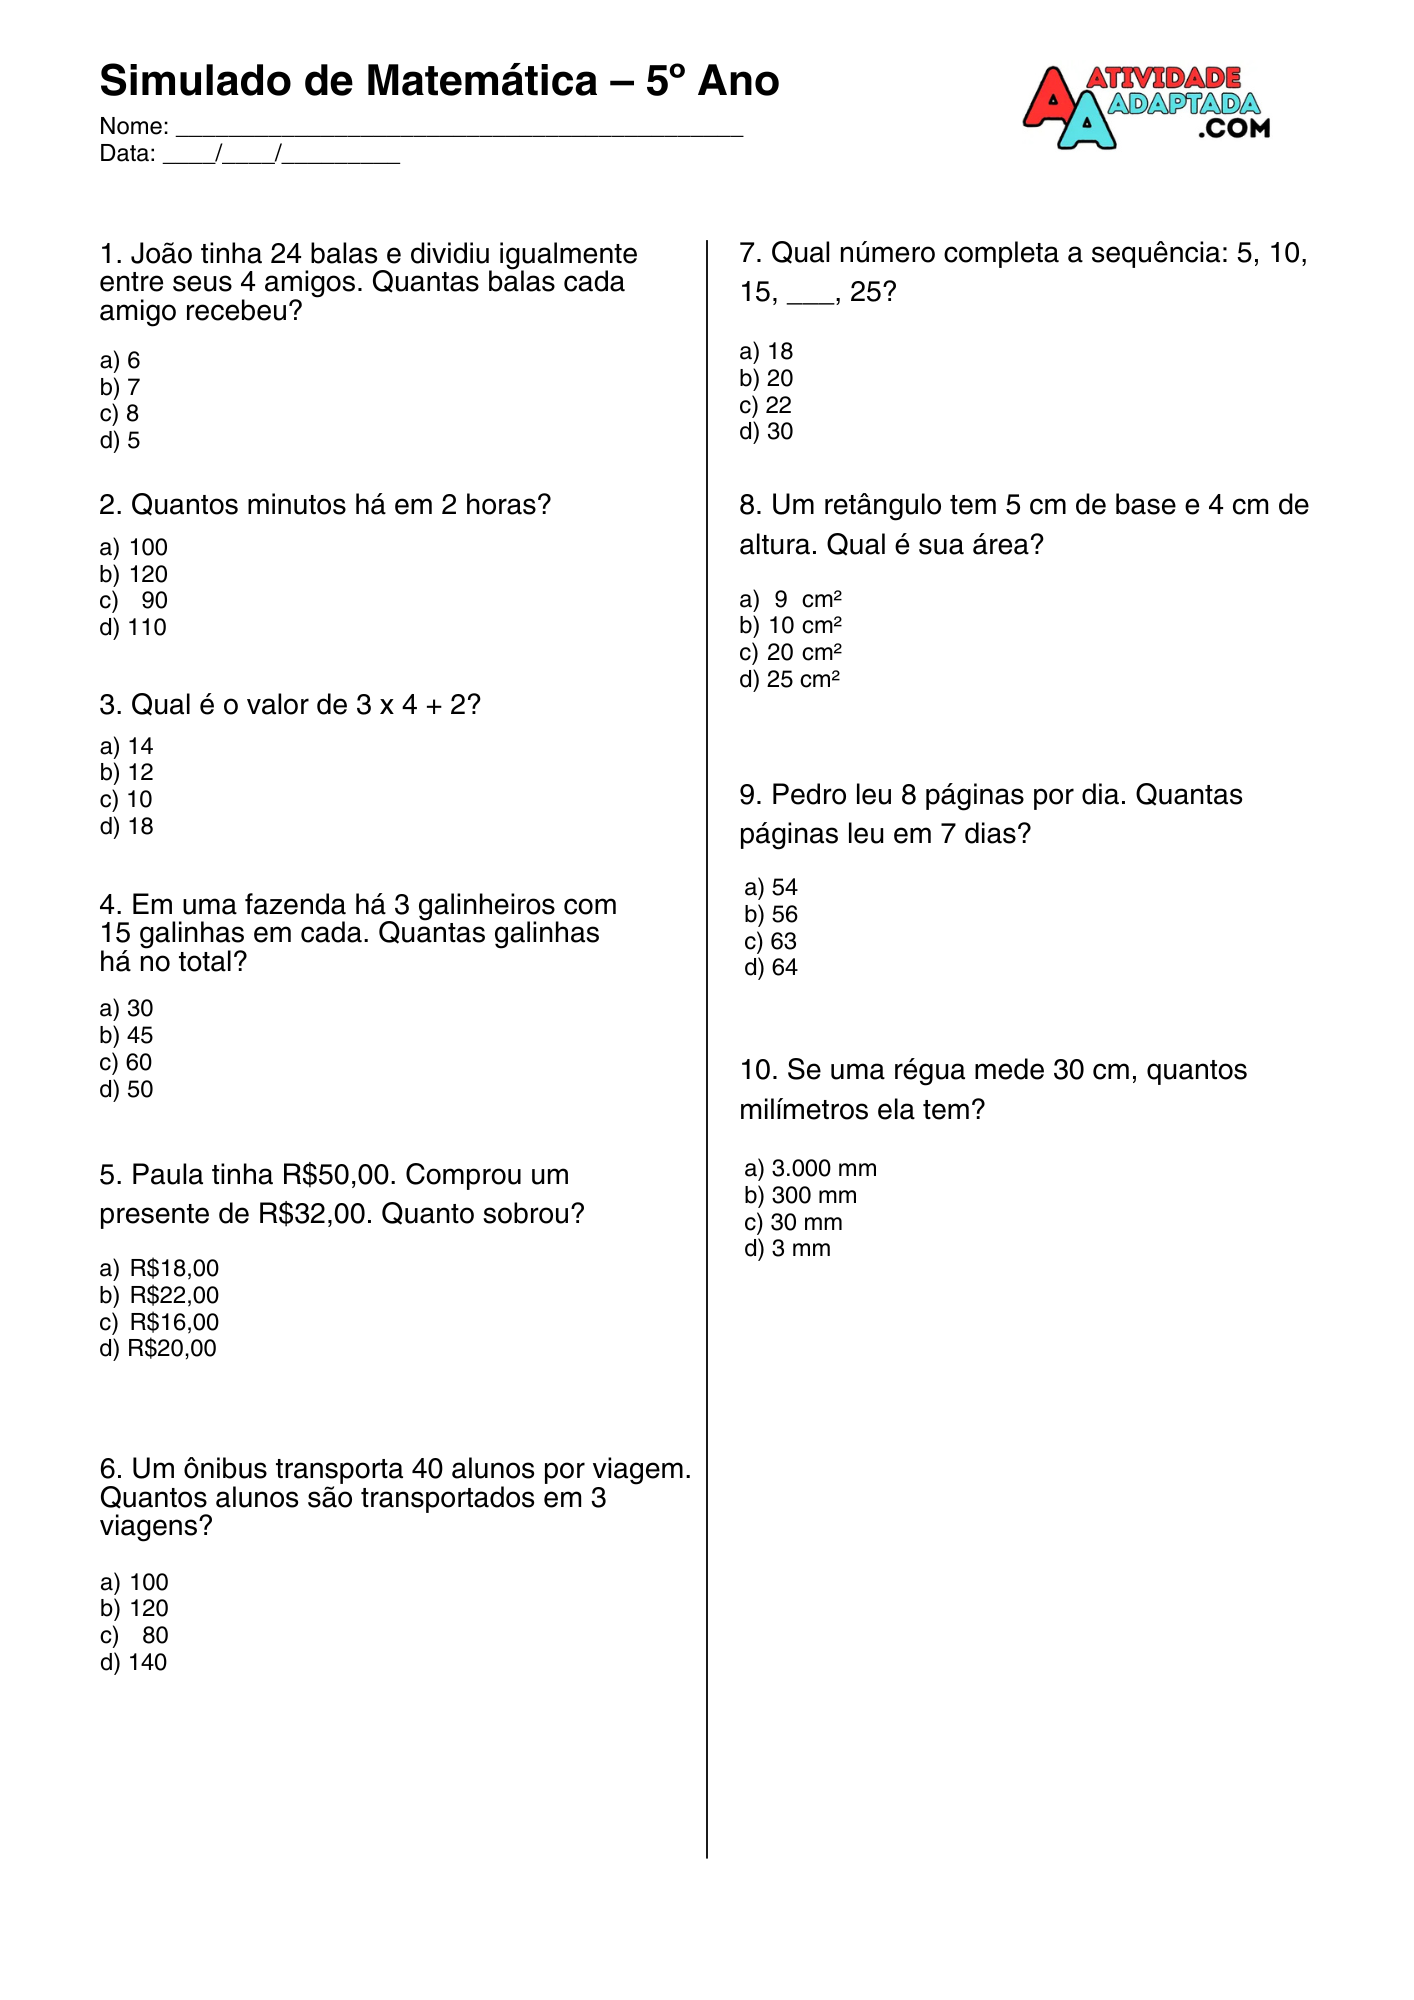 Simulado de Matemática – 5º Ano
Nome: ___________________________________________
Data: ____/____/_________
ATIVIDADE
ADAPTADA
.COM
AA
1. João tinha 24 balas e dividiu igualmente
entre seus 4 amigos. Quantas balas cada
amigo recebeu?
a) 6
b) 7
c) 8
d) 5
2. Quantos minutos há em 2 horas?
a) 100
b) 120
c) 90
d) 110
3. Qual é o valor de 3 x 4 + 2?
a) 14
b) 12
c) 10
d) 18
4. Em uma fazenda há 3 galinheiros com
15 galinhas em cada. Quantas galinhas
há no total?
a) 30
b) 45
c) 60
d) 50
5. Paula tinha R$50,00. Comprou um
presente de R$32,00. Quanto sobrou?
a) R$18,00
b) R$22,00
c) R$16,00
d) R$20,00
6. Um ônibus transporta 40 alunos por viagem.
Quantos alunos são transportados em 3
viagens?
a) 100
b) 120
c) 80
d) 140
7. Qual número completa a sequência: 5, 10,
15, ___, 25?
a) 18
b) 20
c) 22
d) 30
8. Um retângulo tem 5 cm de base e 4 cm de
altura. Qual é sua área?
a) 9 cm²
b) 10 cm²
c) 20 cm²
d) 25 cm²
9. Pedro leu 8 páginas por dia. Quantas
páginas leu em 7 dias?
a) 54
b) 56
c) 63
d) 64
10. Se uma régua mede 30 cm, quantos
milímetros ela tem?
a) 3.000 mm
b) 300 mm
c) 30 mm
d) 3 mm